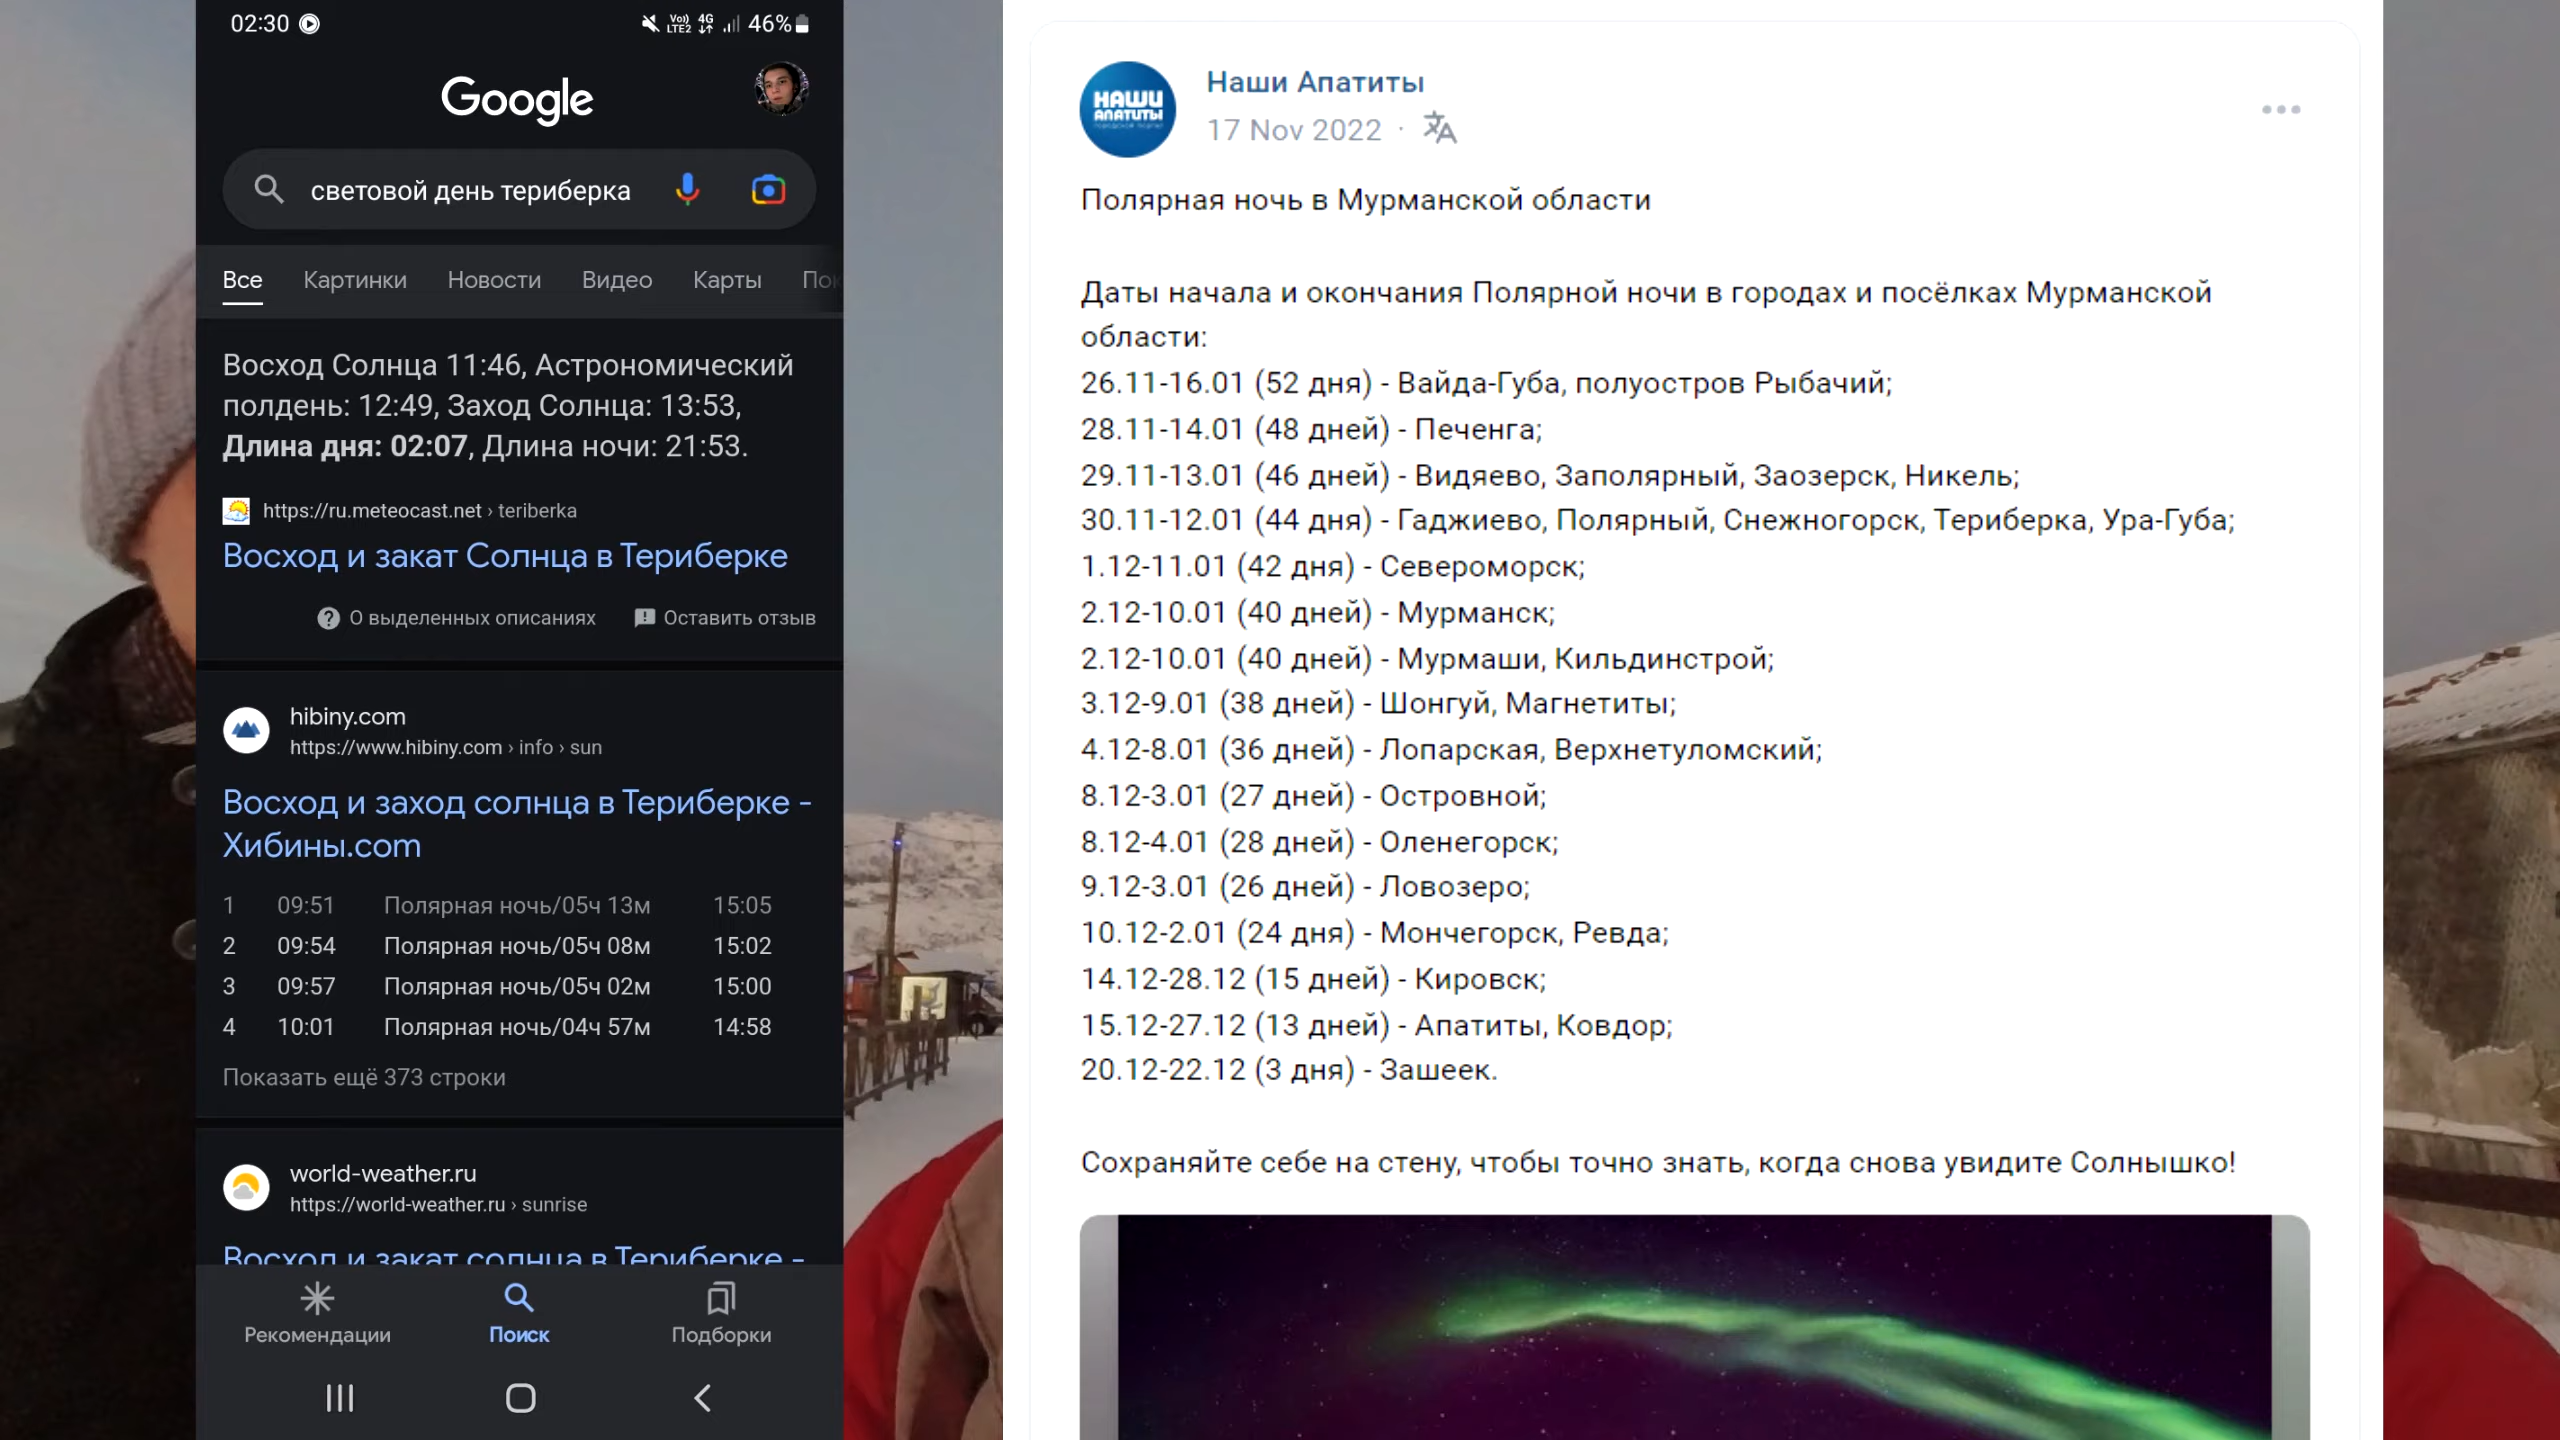 02:30
Vo)) LTE2 4G 46%
Google
световой день териберка
Все Картинки Новости Видео Карты Пок
Восход Солнца 11:46, Астрономический
полдень: 12:49, Заход Солнца: 13:53,
Длина дня: 02:07, Длина ночи: 21:53.
https://ru.meteocast.net › teriberka
Восход и закат Солнца в Териберке
О выделенных описаниях Оставить отзыв
hibiny.com
https://www.hibiny.com › info › sun
Восход и заход солнца в Териберке -
Хибины.com
1 09:51 Полярная ночь/05ч 13м 15:05
2 09:54 Полярная ночь/05ч 08м 15:02
3 09:57 Полярная ночь/05ч 02м 15:00
4 10:01 Полярная ночь/04ч 57м 14:58
Показать ещё 373 строки
world-weather.ru
https://world-weather.ru › sunrise
Восход и закат солнца в Териберке -
Рекомендации Поиск Подборки
НАШИ
АПАТИТЫ
Наши Апатиты
17 Nov 2022 ·
Полярная ночь в Мурманской области
Даты начала и окончания Полярной ночи в городах и посёлках Мурманской
области:
26.11-16.01 (52 дня) - Вайда-Губа, полуостров Рыбачий;
28.11-14.01 (48 дней) - Печенга;
29.11-13.01 (46 дней) - Видяево, Заполярный, Заозерск, Никель;
30.11-12.01 (44 дня) - Гаджиево, Полярный, Снежногорск, Териберка, Ура-Губа;
1.12-11.01 (42 дня) - Североморск;
2.12-10.01 (40 дней) - Мурманск;
2.12-10.01 (40 дней) - Мурмаши, Кильдинстрой;
3.12-9.01 (38 дней) - Шонгуй, Магнетиты;
4.12-8.01 (36 дней) - Лопарская, Верхнетуломский;
8.12-3.01 (27 дней) - Островной;
8.12-4.01 (28 дней) - Оленегорск;
9.12-3.01 (26 дней) - Ловозеро;
10.12-2.01 (24 дня) - Мончегорск, Ревда;
14.12-28.12 (15 дней) - Кировск;
15.12-27.12 (13 дней) - Апатиты, Ковдор;
20.12-22.12 (3 дня) - Зашеек.
Сохраняйте себе на стену, чтобы точно знать, когда снова увидите Солнышко!